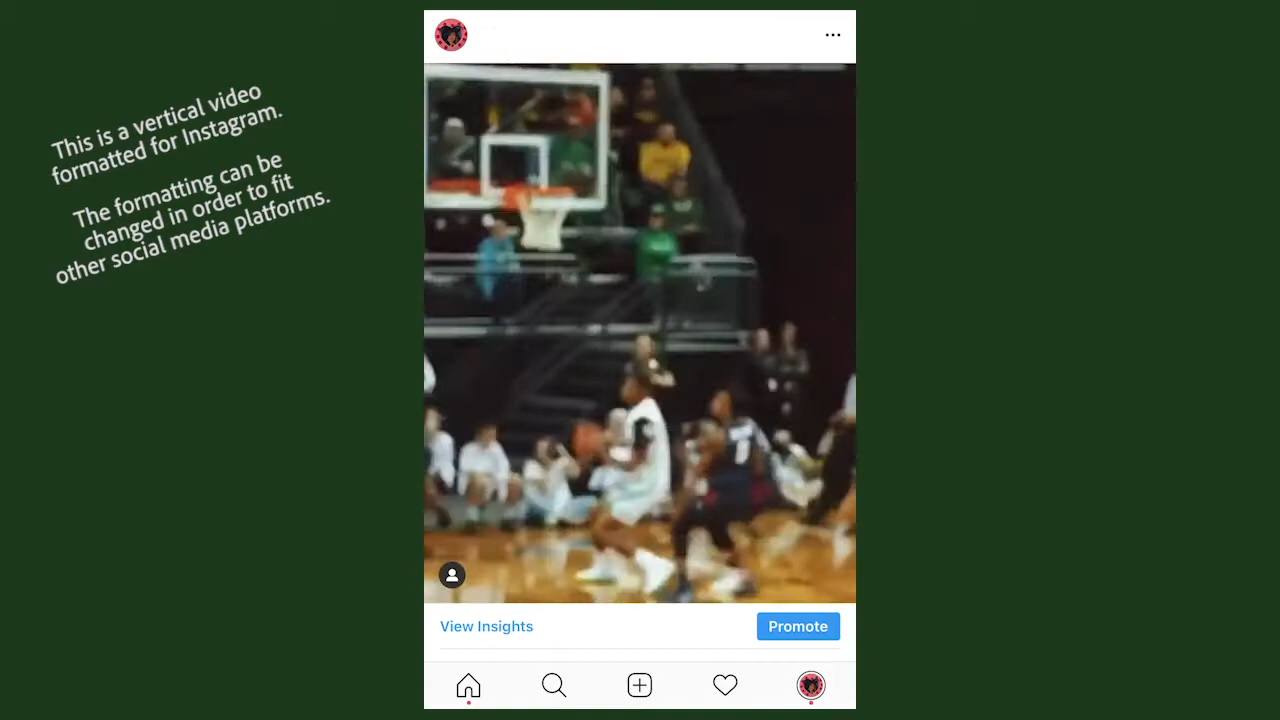 This is a vertical video
formatted for Instagram.
The formatting can be
changed in order to fit
other social media platforms.
View Insights
Promote